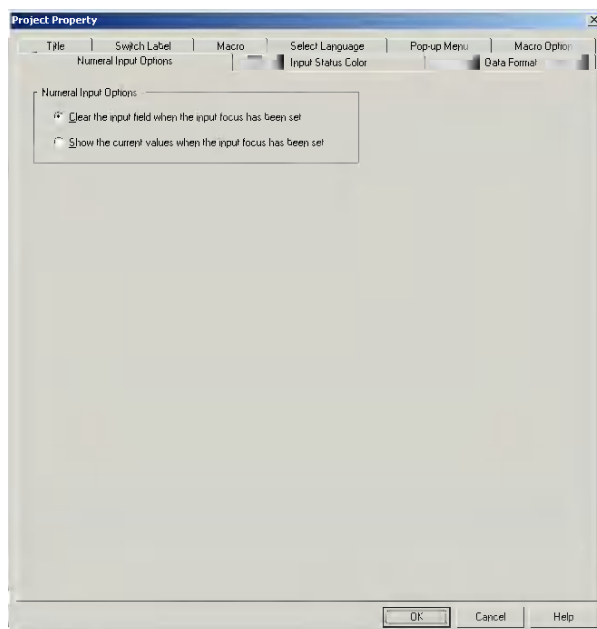 Project Property
Title Switch Label Macro Select Language Pop-up Menu Macro Option
Numeral Input Options Input Status Color Data Format
Numeral Input Options
Clear the input field when the input focus has been set
Show the current values when the input focus has been set
OK Cancel Help